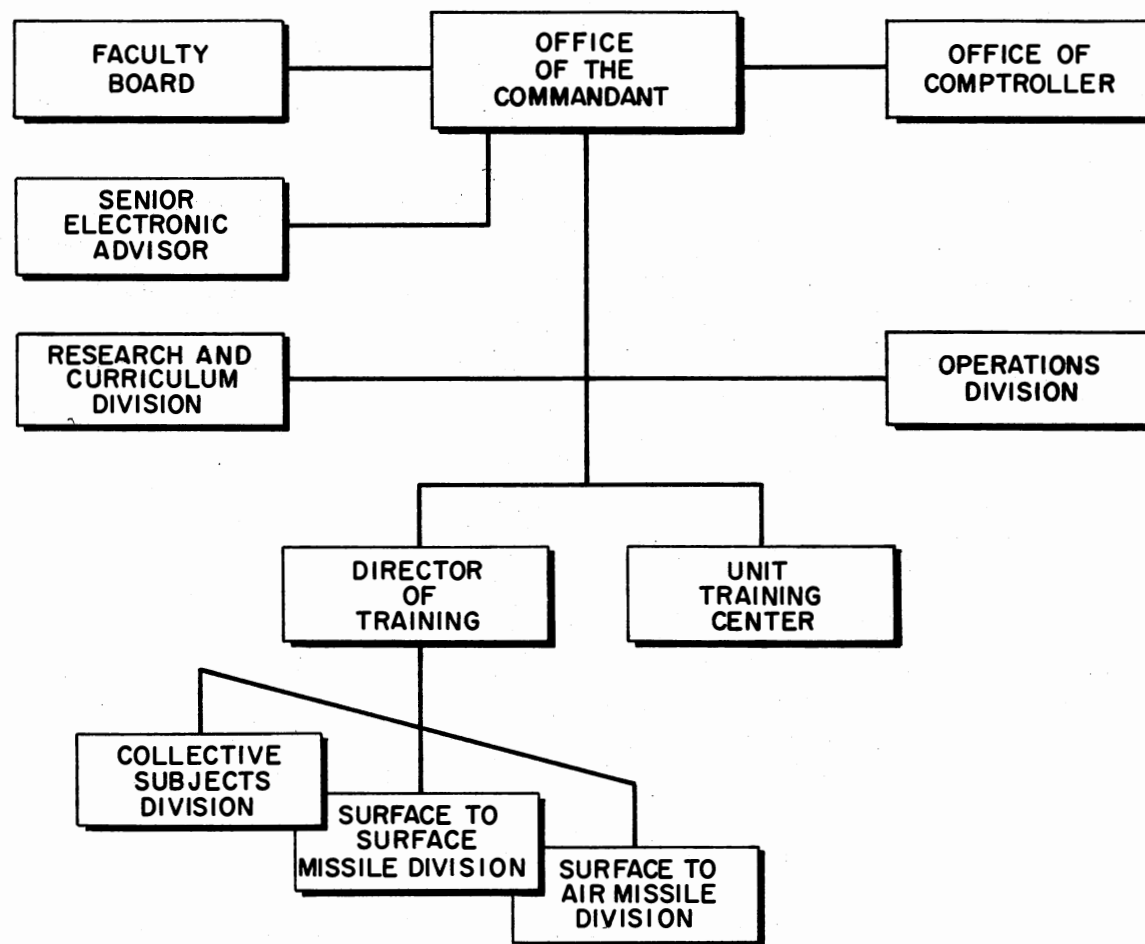 FACULTY
BOARD
OFFICE
OF THE
COMMANDANT
OFFICE OF
COMPTROLLER
SENIOR
ELECTRONIC
ADVISOR
RESEARCH AND
CURRICULUM
DIVISION
OPERATIONS
DIVISION
DIRECTOR
OF
TRAINING
UNIT
TRAINING
CENTER
COLLECTIVE
SUBJECTS
DIVISION
SURFACE TO
SURFACE
MISSILE DIVISION
SURFACE TO
AIR MISSILE
DIVISION